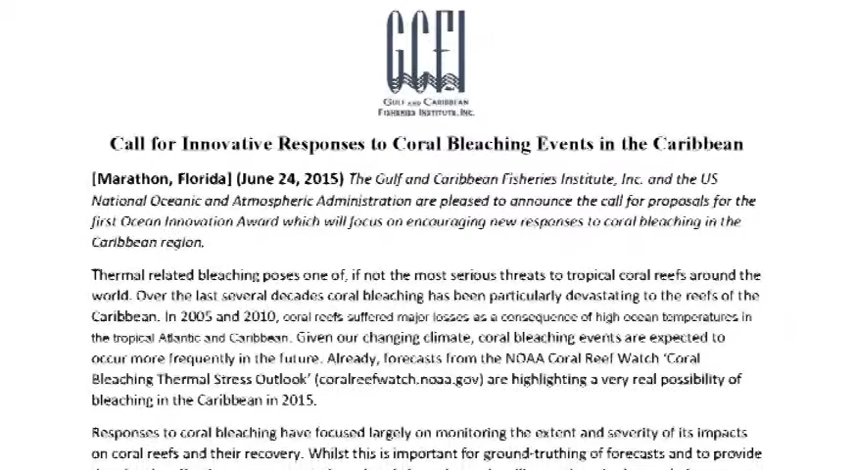 GCFI
GULF AND CARIBBEAN
FISHERIES INSTITUTE, INC.
Call for Innovative Responses to Coral Bleaching Events in the Caribbean
[Marathon, Florida] (June 24, 2015) The Gulf and Caribbean Fisheries Institute, Inc. and the US
National Oceanic and Atmospheric Administration are pleased to announce the call for proposals for the
first Ocean Innovation Award which will focus on encouraging new responses to coral bleaching in the
Caribbean region.
Thermal related bleaching poses one of, if not the most serious threats to tropical coral reefs around the
world. Over the last several decades coral bleaching has been particularly devastating to the reefs of the
Caribbean. In 2005 and 2010, coral reefs suffered major losses as a consequence of high ocean temperatures in
the tropical Atlantic and Caribbean. Given our changing climate, coral bleaching events are expected to
occur more frequently in the future. Already, forecasts from the NOAA Coral Reef Watch ‘Coral
Bleaching Thermal Stress Outlook’ (coralreefwatch.noaa.gov) are highlighting a very real possibility of
bleaching in the Caribbean in 2015.
Responses to coral bleaching have focused largely on monitoring the extent and severity of its impacts
on coral reefs and their recovery. Whilst this is important for ground-truthing of forecasts and to provide